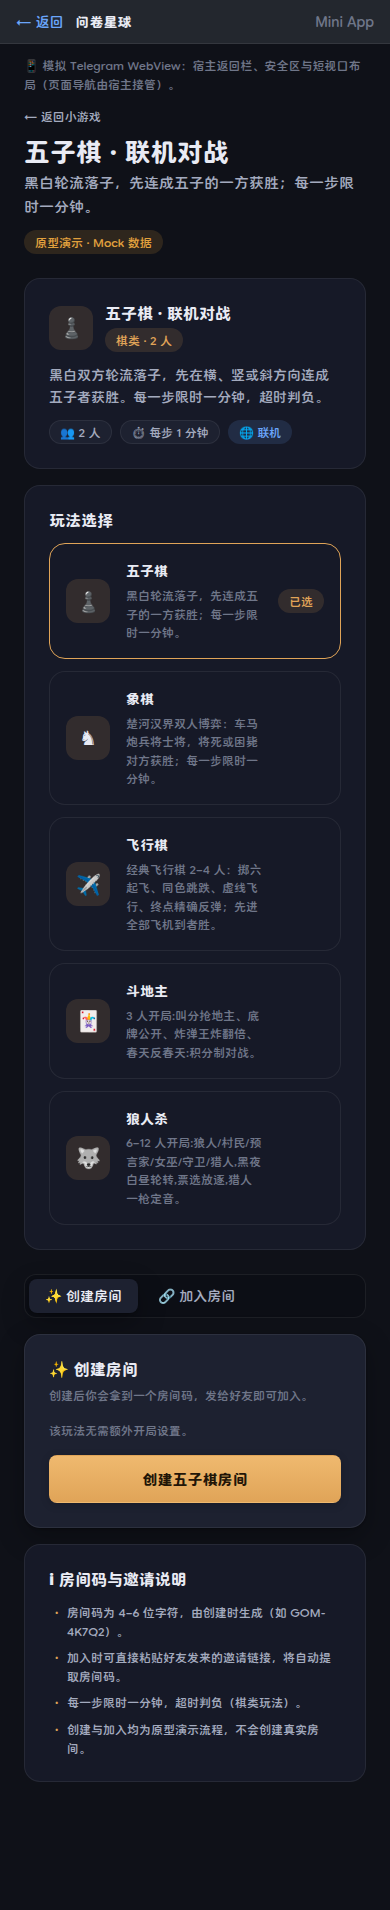 ← 返回 问卷星球 Mini App
📱 模拟 Telegram WebView：宿主返回栏、安全区与短视口布
局（页面导航由宿主接管）。
← 返回小游戏
五子棋 · 联机对战
黑白轮流落子，先连成五子的一方获胜；每一步限
时一分钟。
原型演示 · Mock 数据
五子棋 · 联机对战
棋类 · 2 人
黑白双方轮流落子，先在横、竖或斜方向连成
五子者获胜。每一步限时一分钟，超时判负。
👥 2 人 ⏱️ 每步 1 分钟 🌐 联机
玩法选择
五子棋
黑白轮流落子，先连成五
子的一方获胜；每一步限
时一分钟。
已选
象棋
楚河汉界双人博弈：车马
炮兵将士将，将死或困毙
对方获胜；每一步限时一
分钟。
飞行棋
经典飞行棋 2–4 人：掷六
起飞、同色跳跌、虚线飞
行、终点精确反弹；先进
全部飞机到者胜。
斗地主
3 人开局:叫分抢地主、底
牌公开、炸弹王炸翻倍、
春天反春天:积分制对战。
狼人杀
6–12 人开局:狼人/村民/预
言家/女巫/守卫/猎人,黑夜
白昼轮转,票选放逐,猎人
一枪定音。
✨ 创建房间 🔗 加入房间
✨ 创建房间
创建后你会拿到一个房间码，发给好友即可加入。
该玩法无需额外开局设置。
创建五子棋房间
ℹ 房间码与邀请说明
· 房间码为 4–6 位字符，由创建时生成（如 GOM-
4K7Q2）。
· 加入时可直接粘贴好友发来的邀请链接，将自动提
取房间码。
· 每一步限时一分钟，超时判负（棋类玩法）。
· 创建与加入均为原型演示流程，不会创建真实房
间。